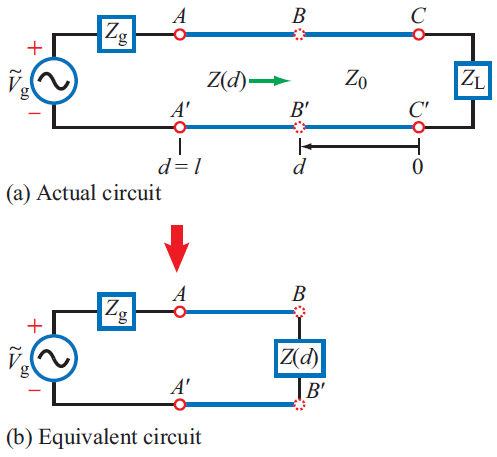 A B C
Zg
+
Ṽg Z(d) Z0 ZL
−
A' B' C'
d = l d 0
(a) Actual circuit
A B
Zg
+
Ṽg Z(d)
−
A' B'
(b) Equivalent circuit